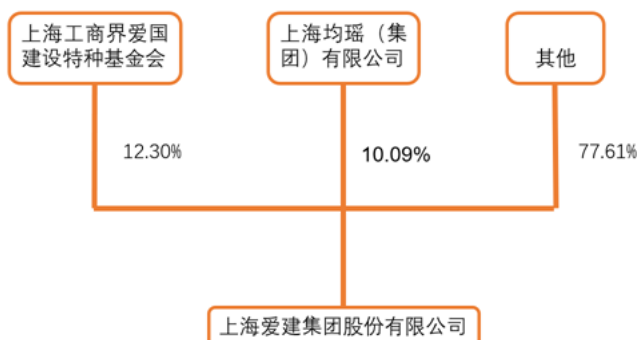 上海工商界爱国
建设特种基金会
上海均瑶（集
团）有限公司
其他
12.30%
10.09%
77.61%
上海爱建集团股份有限公司